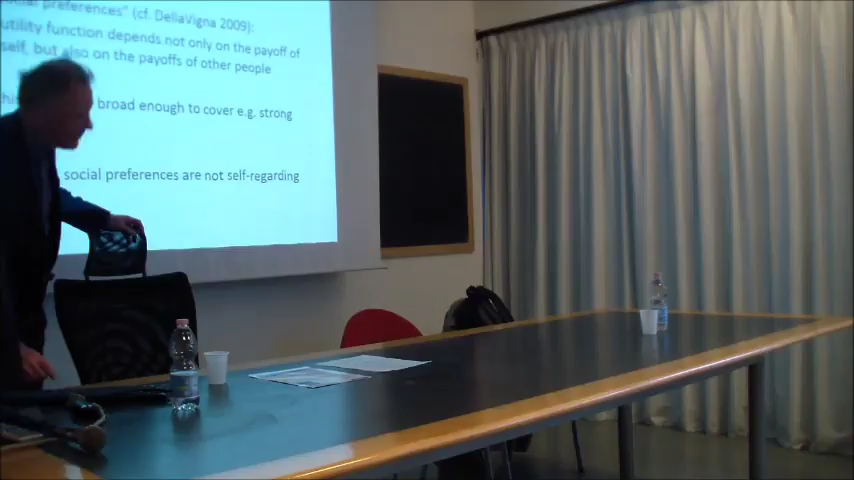 ocial preferences" (cf. DellaVigna 2009):
utility function depends not only on the payoff of
self, but also on the payoffs of other people
broad enough to cover e.g. strong
social preferences are not self-regarding